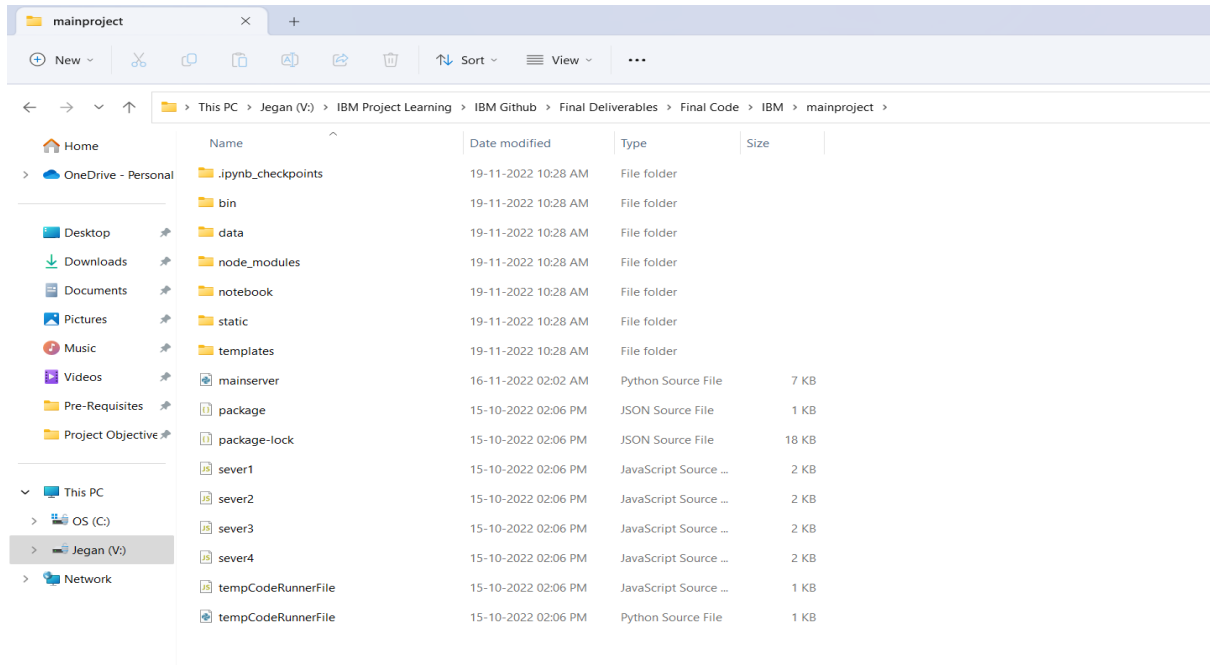 mainproject
New
Sort
View
This PC > Jegan (V:) > IBM Project Learning > IBM Github > Final Deliverables > Final Code > IBM > mainproject >
Home
OneDrive - Personal
Desktop
Downloads
Documents
Pictures
Music
Videos
Pre-Requisites
Project Objective
This PC
OS (C:)
Jegan (V:)
Network
Name Date modified Type Size
.ipynb_checkpoints 19-11-2022 10:28 AM File folder
bin 19-11-2022 10:28 AM File folder
data 19-11-2022 10:28 AM File folder
node_modules 19-11-2022 10:28 AM File folder
notebook 19-11-2022 10:28 AM File folder
static 19-11-2022 10:28 AM File folder
templates 19-11-2022 10:28 AM File folder
mainserver 16-11-2022 02:02 AM Python Source File 7 KB
package 15-10-2022 02:06 PM JSON Source File 1 KB
package-lock 15-10-2022 02:06 PM JSON Source File 18 KB
sever1 15-10-2022 02:06 PM JavaScript Source ... 2 KB
sever2 15-10-2022 02:06 PM JavaScript Source ... 2 KB
sever3 15-10-2022 02:06 PM JavaScript Source ... 2 KB
sever4 15-10-2022 02:06 PM JavaScript Source ... 2 KB
tempCodeRunnerFile 15-10-2022 02:06 PM JavaScript Source ... 1 KB
tempCodeRunnerFile 15-10-2022 02:06 PM Python Source File 1 KB